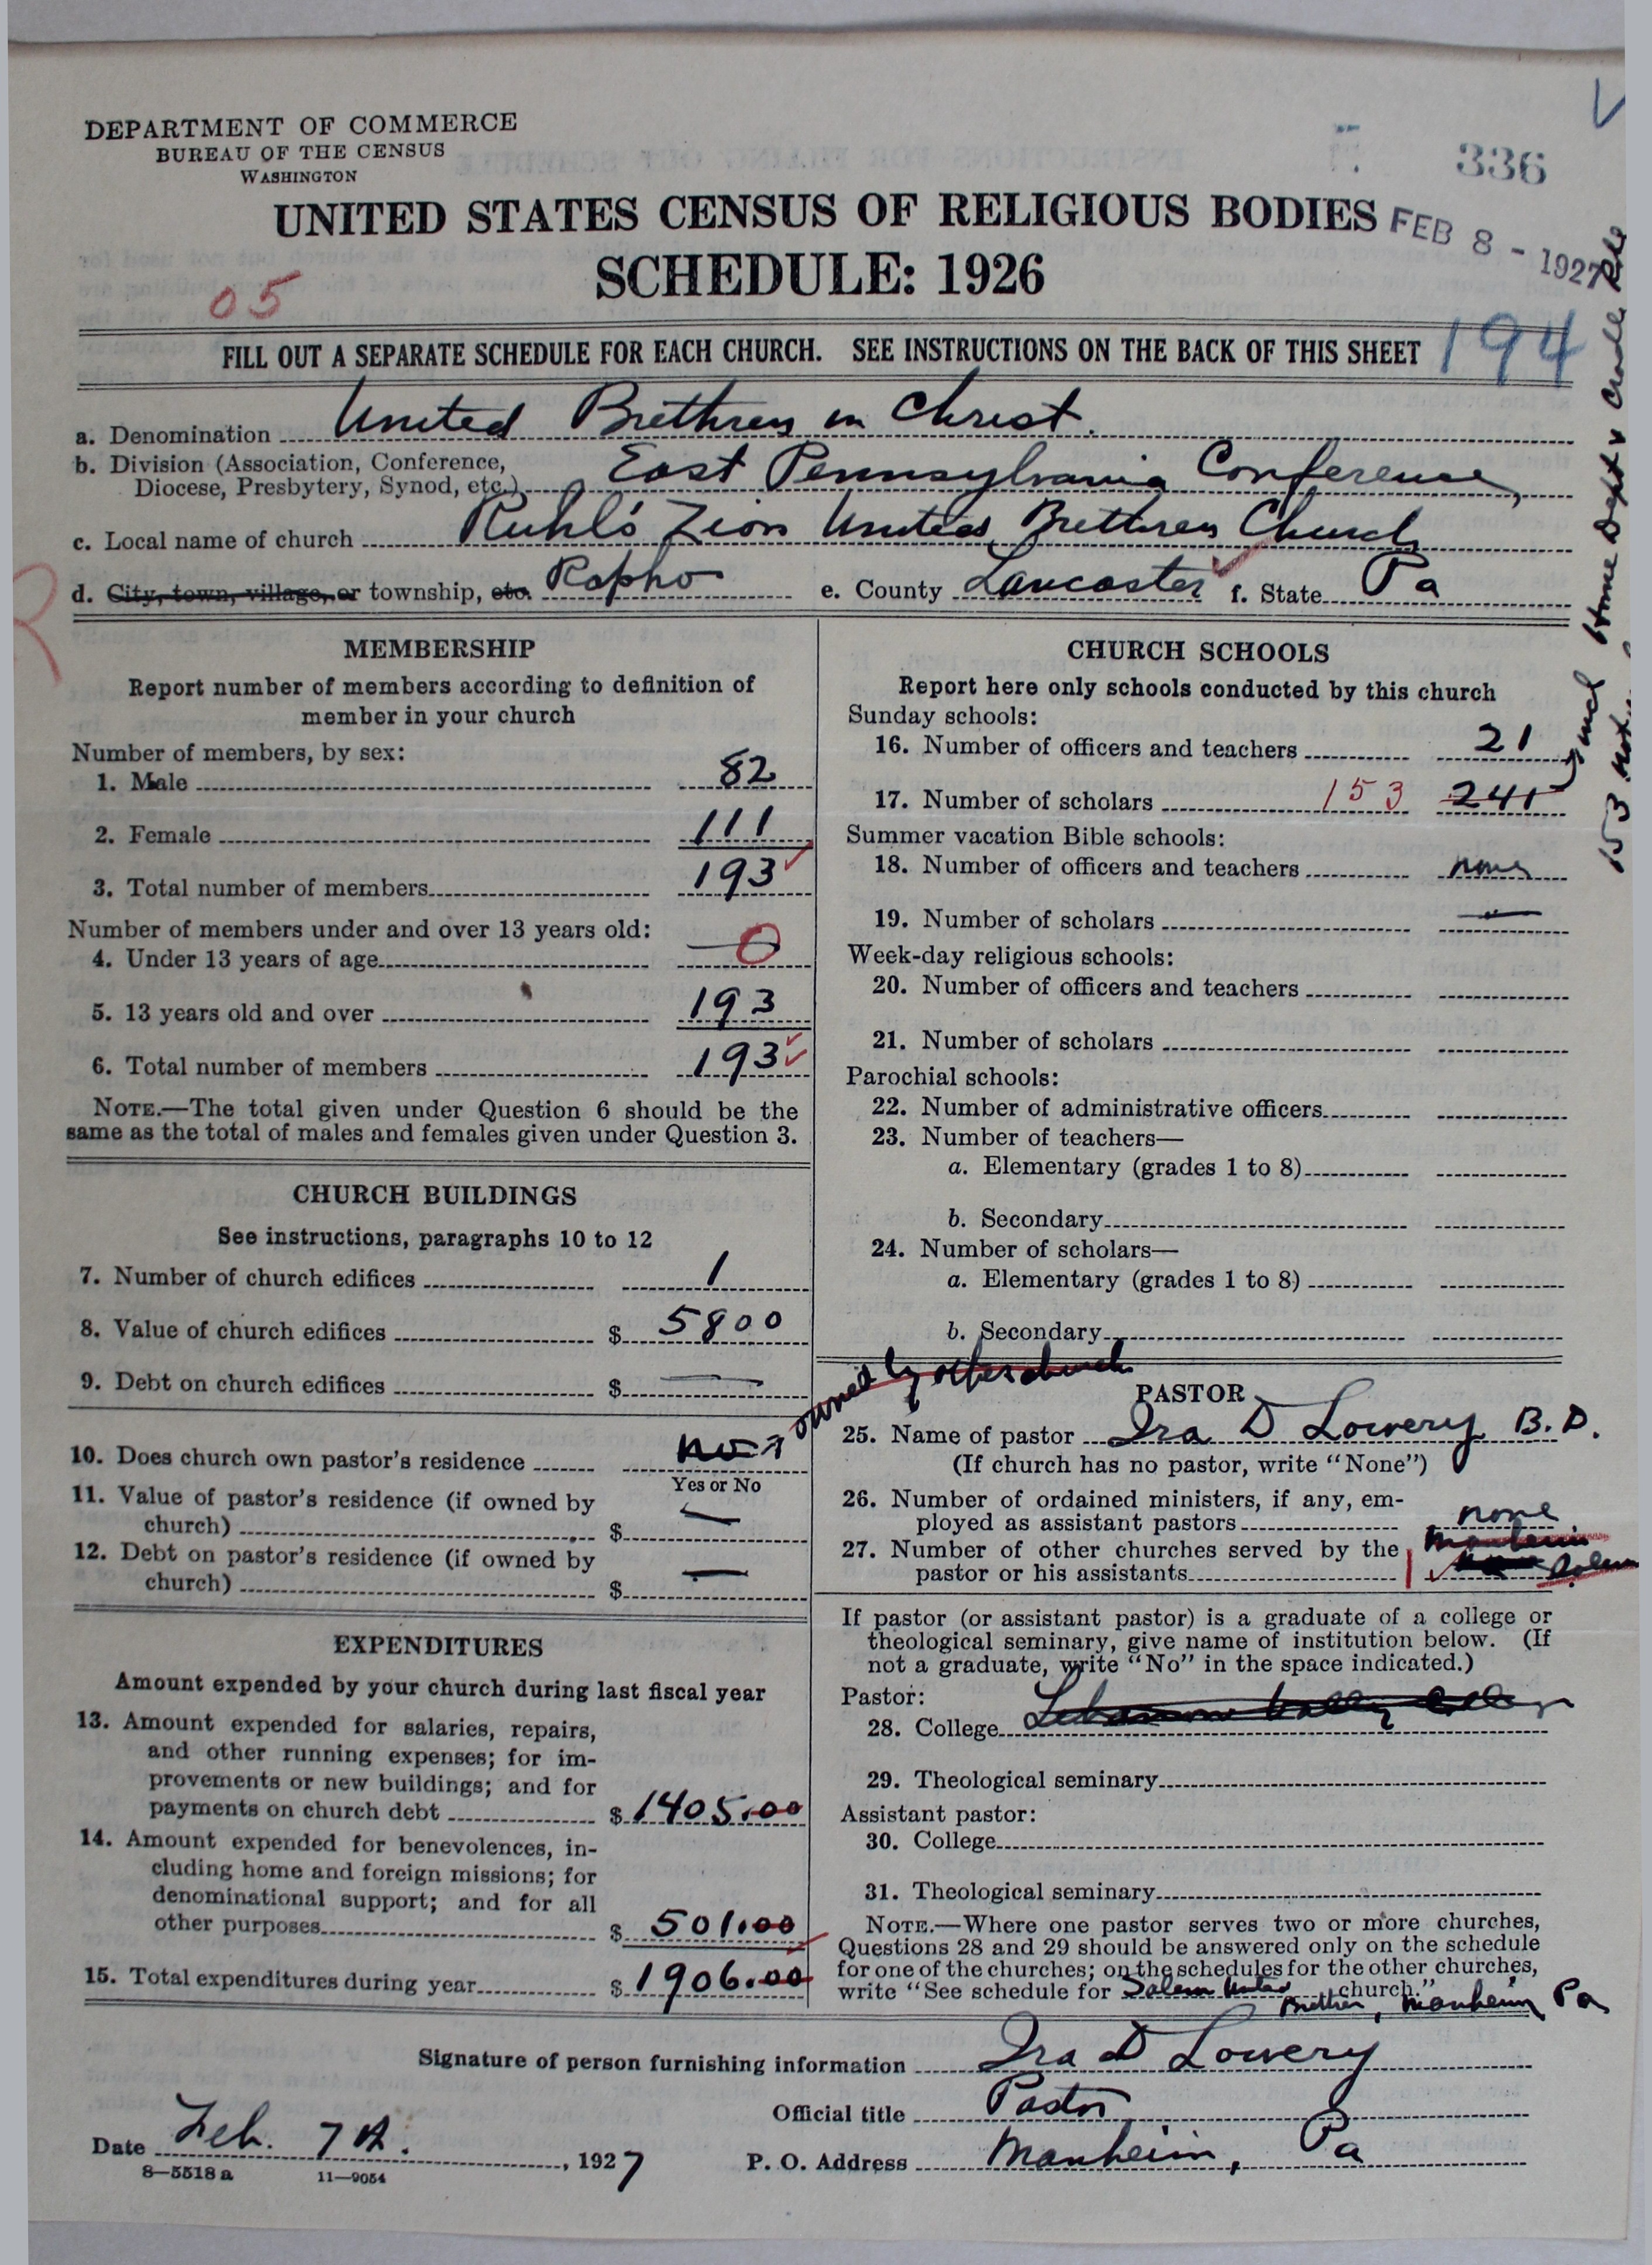 DEPARTMENT OF COMMERCE
BUREAU OF THE CENSUS
WASHINGTON
336
UNITED STATES CENSUS OF RELIGIOUS BODIES
FEB 8 - 1927
SCHEDULE: 1926
05
FILL OUT A SEPARATE SCHEDULE FOR EACH CHURCH. SEE INSTRUCTIONS ON THE BACK OF THIS SHEET
194
a. Denomination United Brethren in Christ.
b. Division (Association, Conference,
Diocese, Presbytery, Synod, etc.) East Pennsylvania Conference,
c. Local name of church Ruhl's Zion United Brethren Church
d. City, town, village, or township, etc. Rapho e. County Lancaster f. State Pa
incl Home Dept & Cradle Role
153 not
MEMBERSHIP
Report number of members according to definition of
member in your church
Number of members, by sex:
1. Male 82
2. Female 111
3. Total number of members 193
Number of members under and over 13 years old:
4. Under 13 years of age 0
5. 13 years old and over 193
6. Total number of members 193
NOTE.—The total given under Question 6 should be the
same as the total of males and females given under Question 3.
CHURCH BUILDINGS
See instructions, paragraphs 10 to 12
7. Number of church edifices 1
8. Value of church edifices $ 5800
9. Debt on church edifices $ —
10. Does church own pastor's residence no
owned by other church
Yes or No
11. Value of pastor's residence (if owned by
church) $ —
12. Debt on pastor's residence (if owned by
church) $ —
EXPENDITURES
Amount expended by your church during last fiscal year
13. Amount expended for salaries, repairs,
and other running expenses; for im-
provements or new buildings; and for
payments on church debt $ 1405.00
14. Amount expended for benevolences, in-
cluding home and foreign missions; for
denominational support; and for all
other purposes $ 501.00
15. Total expenditures during year $ 1906.00
CHURCH SCHOOLS
Report here only schools conducted by this church
Sunday schools:
16. Number of officers and teachers 21
17. Number of scholars 153 241
Summer vacation Bible schools:
18. Number of officers and teachers none
19. Number of scholars —
Week-day religious schools:
20. Number of officers and teachers
21. Number of scholars
Parochial schools:
22. Number of administrative officers
23. Number of teachers—
a. Elementary (grades 1 to 8)
b. Secondary
24. Number of scholars—
a. Elementary (grades 1 to 8)
b. Secondary
PASTOR
25. Name of pastor Ira D Lowery B.D.
(If church has no pastor, write "None")
26. Number of ordained ministers, if any, em-
ployed as assistant pastors none
27. Number of other churches served by the Manheim
pastor or his assistants 1 Salem
If pastor (or assistant pastor) is a graduate of a college or
theological seminary, give name of institution below. (If
not a graduate, write "No" in the space indicated.)
Pastor:
28. College Lebanon Valley College
29. Theological seminary
Assistant pastor:
30. College
31. Theological seminary
NOTE.—Where one pastor serves two or more churches,
Questions 28 and 29 should be answered only on the schedule
for one of the churches; on the schedules for the other churches,
write "See schedule for Salem United church."
Brethren, Manheim, Pa
Signature of person furnishing information Ira D Lowery
Official title Pastor
Date Feb. 7th. , 1927
P. O. Address Manheim, Pa
8—5518 a 11—9054